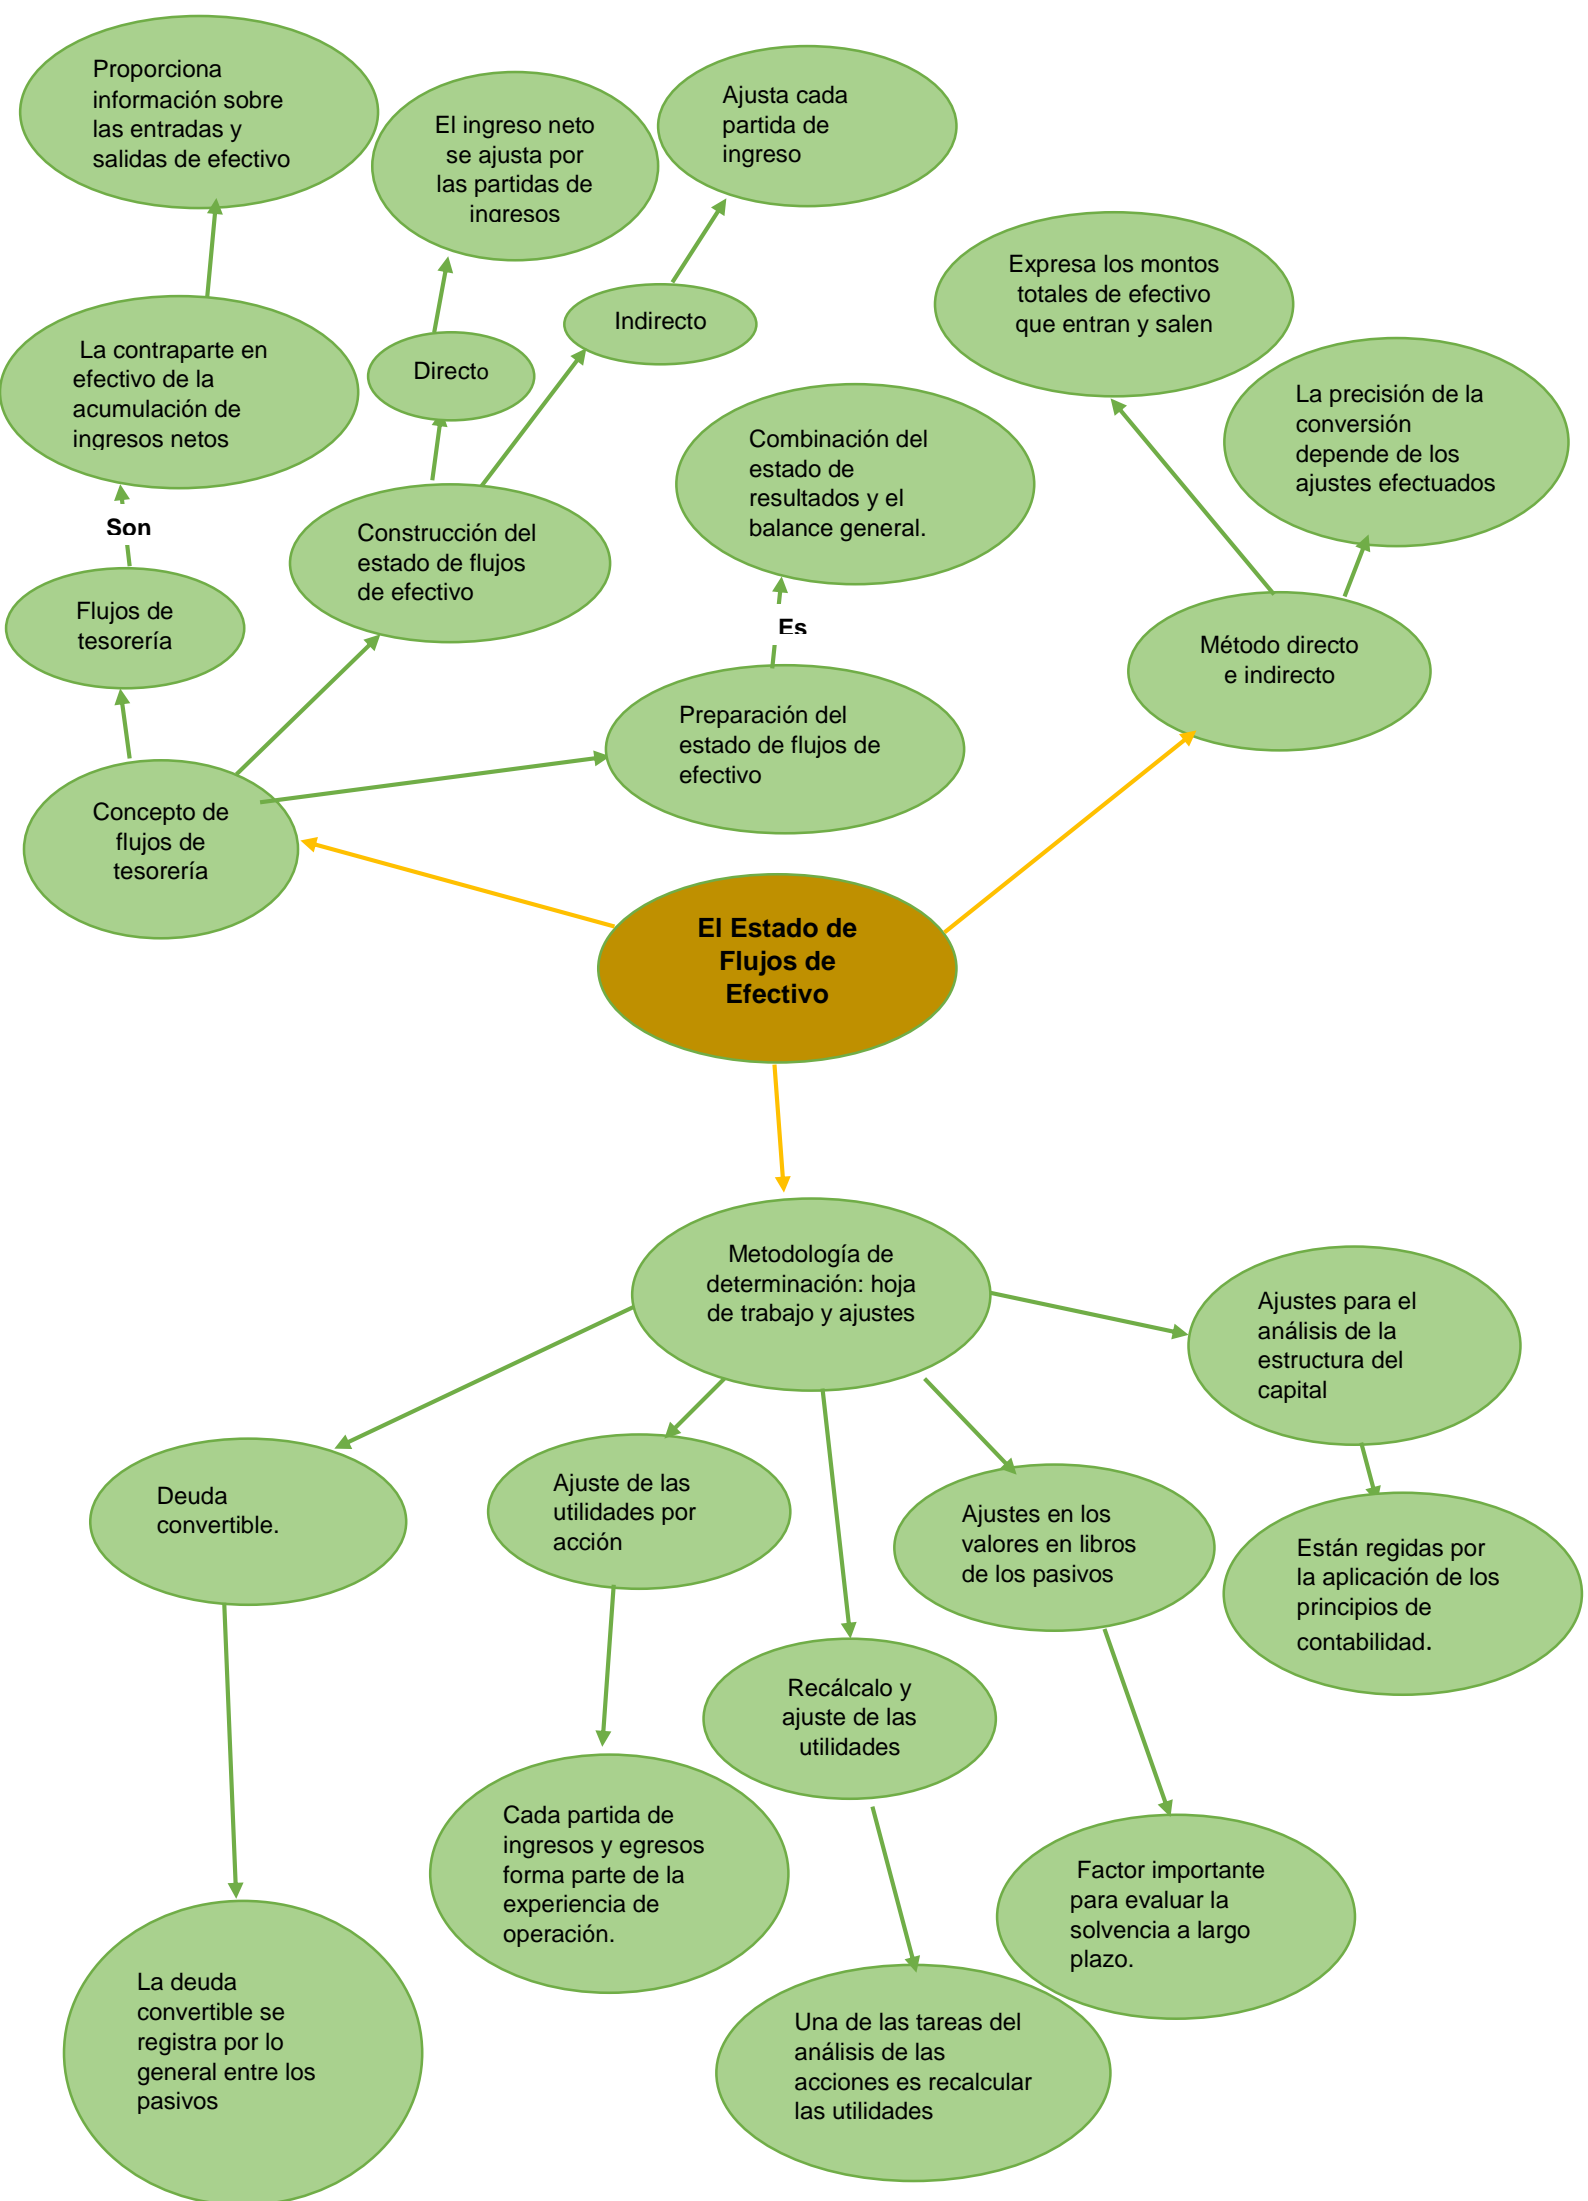 Proporciona
información sobre
las entradas y
salidas de efectivo
El ingreso neto
se ajusta por
las partidas de
ingresos
Ajusta cada
partida de
ingreso
Expresa los montos
totales de efectivo
que entran y salen
La contraparte en
efectivo de la
acumulación de
ingresos netos
Directo
Indirecto
La precisión de la
conversión
depende de los
ajustes efectuados
Combinación del
estado de
resultados y el
balance general.
Son
Construcción del
estado de flujos
de efectivo
Flujos de
tesorería
Es
Método directo
e indirecto
Preparación del
estado de flujos de
efectivo
Concepto de
flujos de
tesorería
El Estado de
Flujos de
Efectivo
Metodología de
determinación: hoja
de trabajo y ajustes
Ajustes para el
análisis de la
estructura del
capital
Deuda
convertible.
Ajuste de las
utilidades por
acción
Ajustes en los
valores en libros
de los pasivos
Están regidas por
la aplicación de los
principios de
contabilidad.
Recálcalo y
ajuste de las
utilidades
Cada partida de
ingresos y egresos
forma parte de la
experiencia de
operación.
Factor importante
para evaluar la
solvencia a largo
plazo.
La deuda
convertible se
registra por lo
general entre los
pasivos
Una de las tareas del
análisis de las
acciones es recalcular
las utilidades